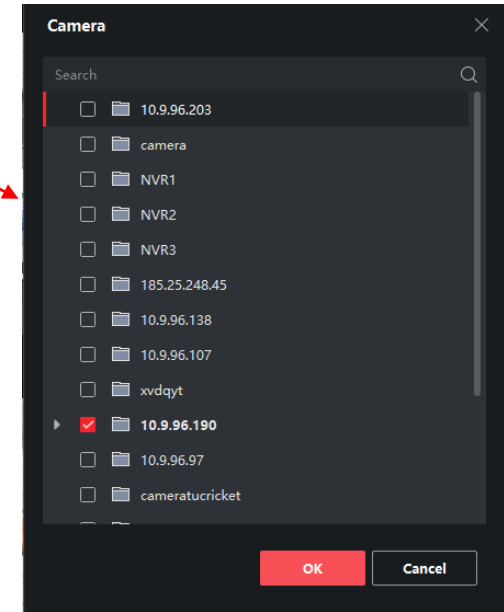 Camera
Search
10.9.96.203
camera
NVR1
NVR2
NVR3
185.25.248.45
10.9.96.138
10.9.96.107
xvdqyt
10.9.96.190
10.9.96.97
cameratucricket
OK Cancel